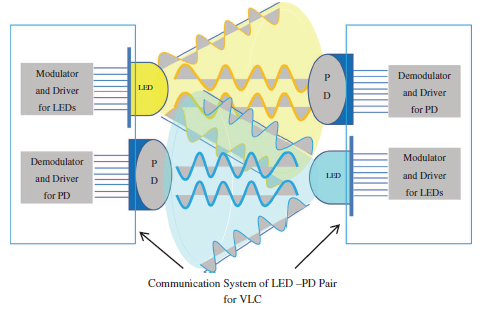 Modulator
and Driver
for LEDs
LED
P
D
Demodulator
and Driver
for PD
Demodulator
and Driver
for PD
P
D
LED
Modulator
and Driver
for LEDs
Communication System of LED –PD Pair
for VLC